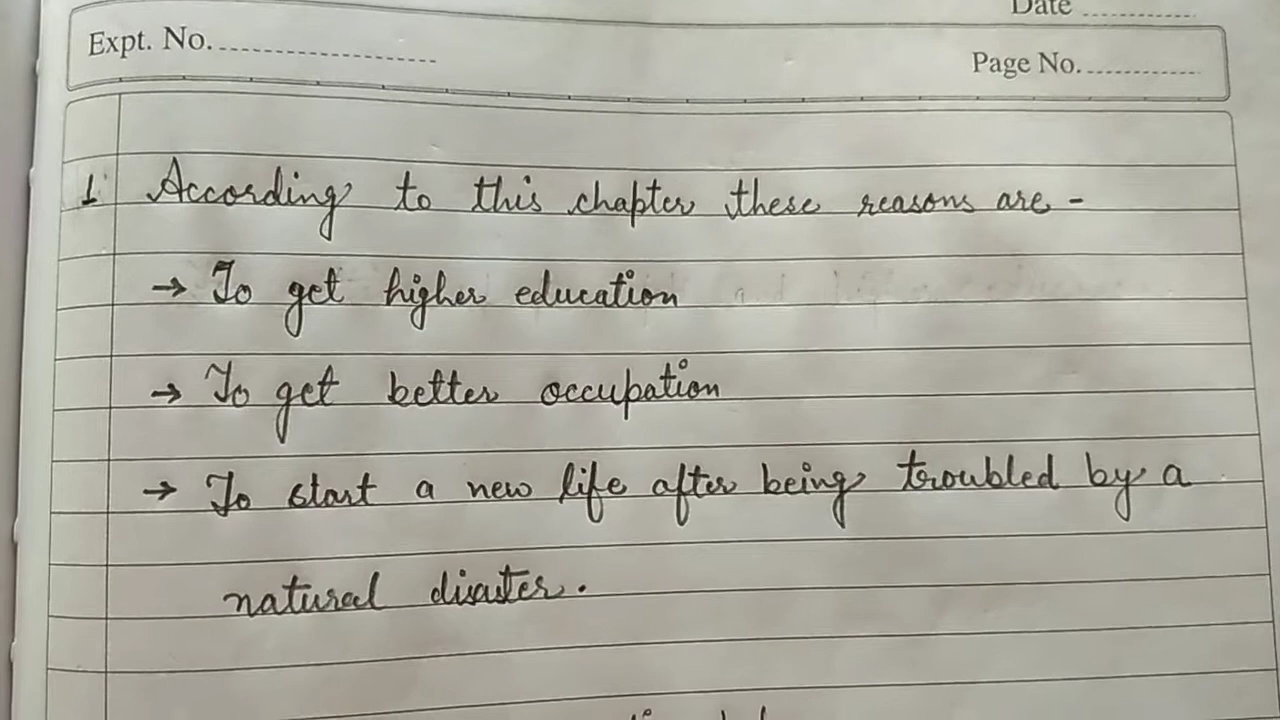 Date
Expt. No.
Page No.
1. According to this chapter these reasons are -
→ To get higher education
→ To get better occupation
→ To start a new life after being troubled by a
natural disaster.